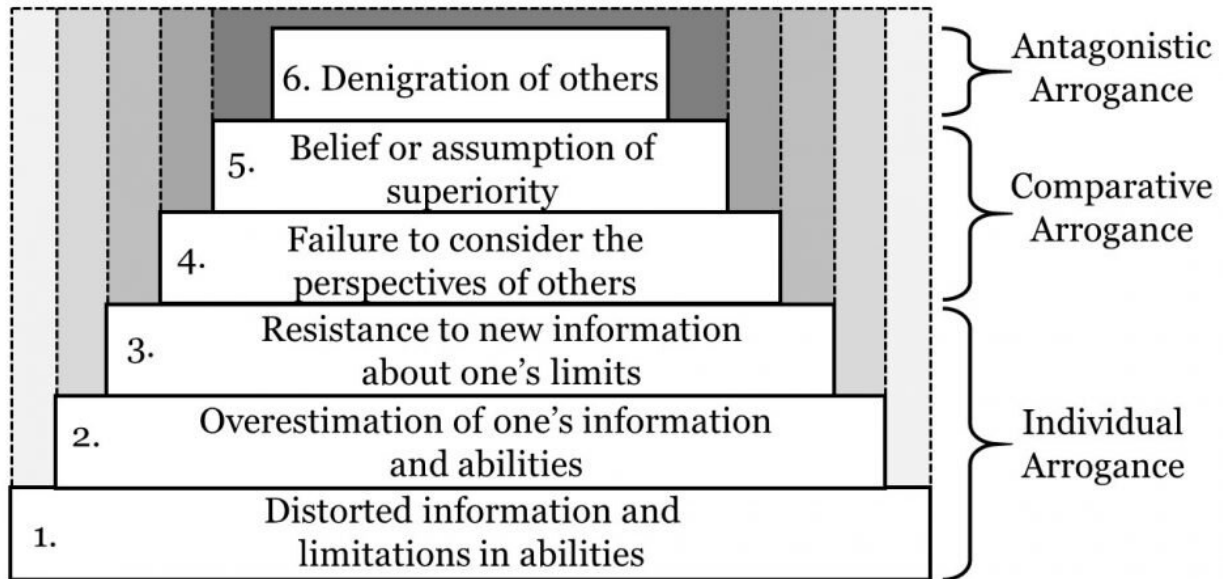 6. Denigration of others
Antagonistic
Arrogance
5. Belief or assumption of
superiority
Comparative
Arrogance
4. Failure to consider the
perspectives of others
3. Resistance to new information
about one’s limits
2. Overestimation of one’s information
and abilities
Individual
Arrogance
1. Distorted information and
limitations in abilities